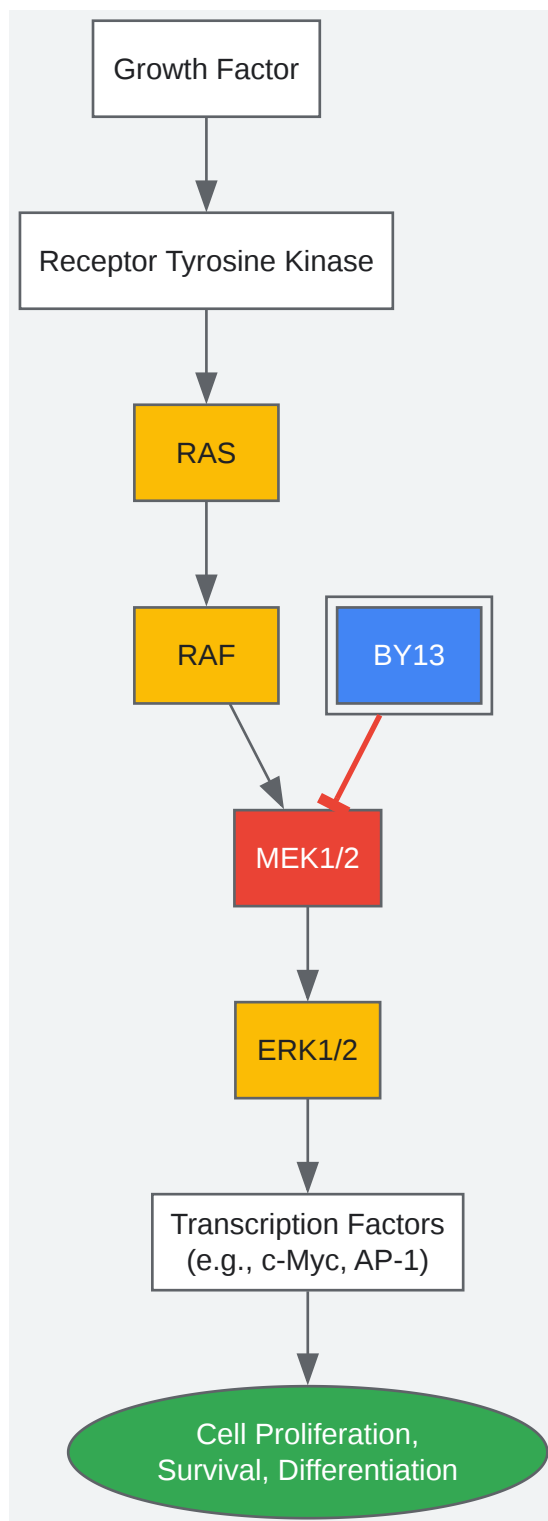 Growth Factor
Receptor Tyrosine Kinase
RAS
RAF
BY13
MEK1/2
ERK1/2
Transcription Factors
(e.g., c-Myc, AP-1)
Cell Proliferation,
Survival, Differentiation